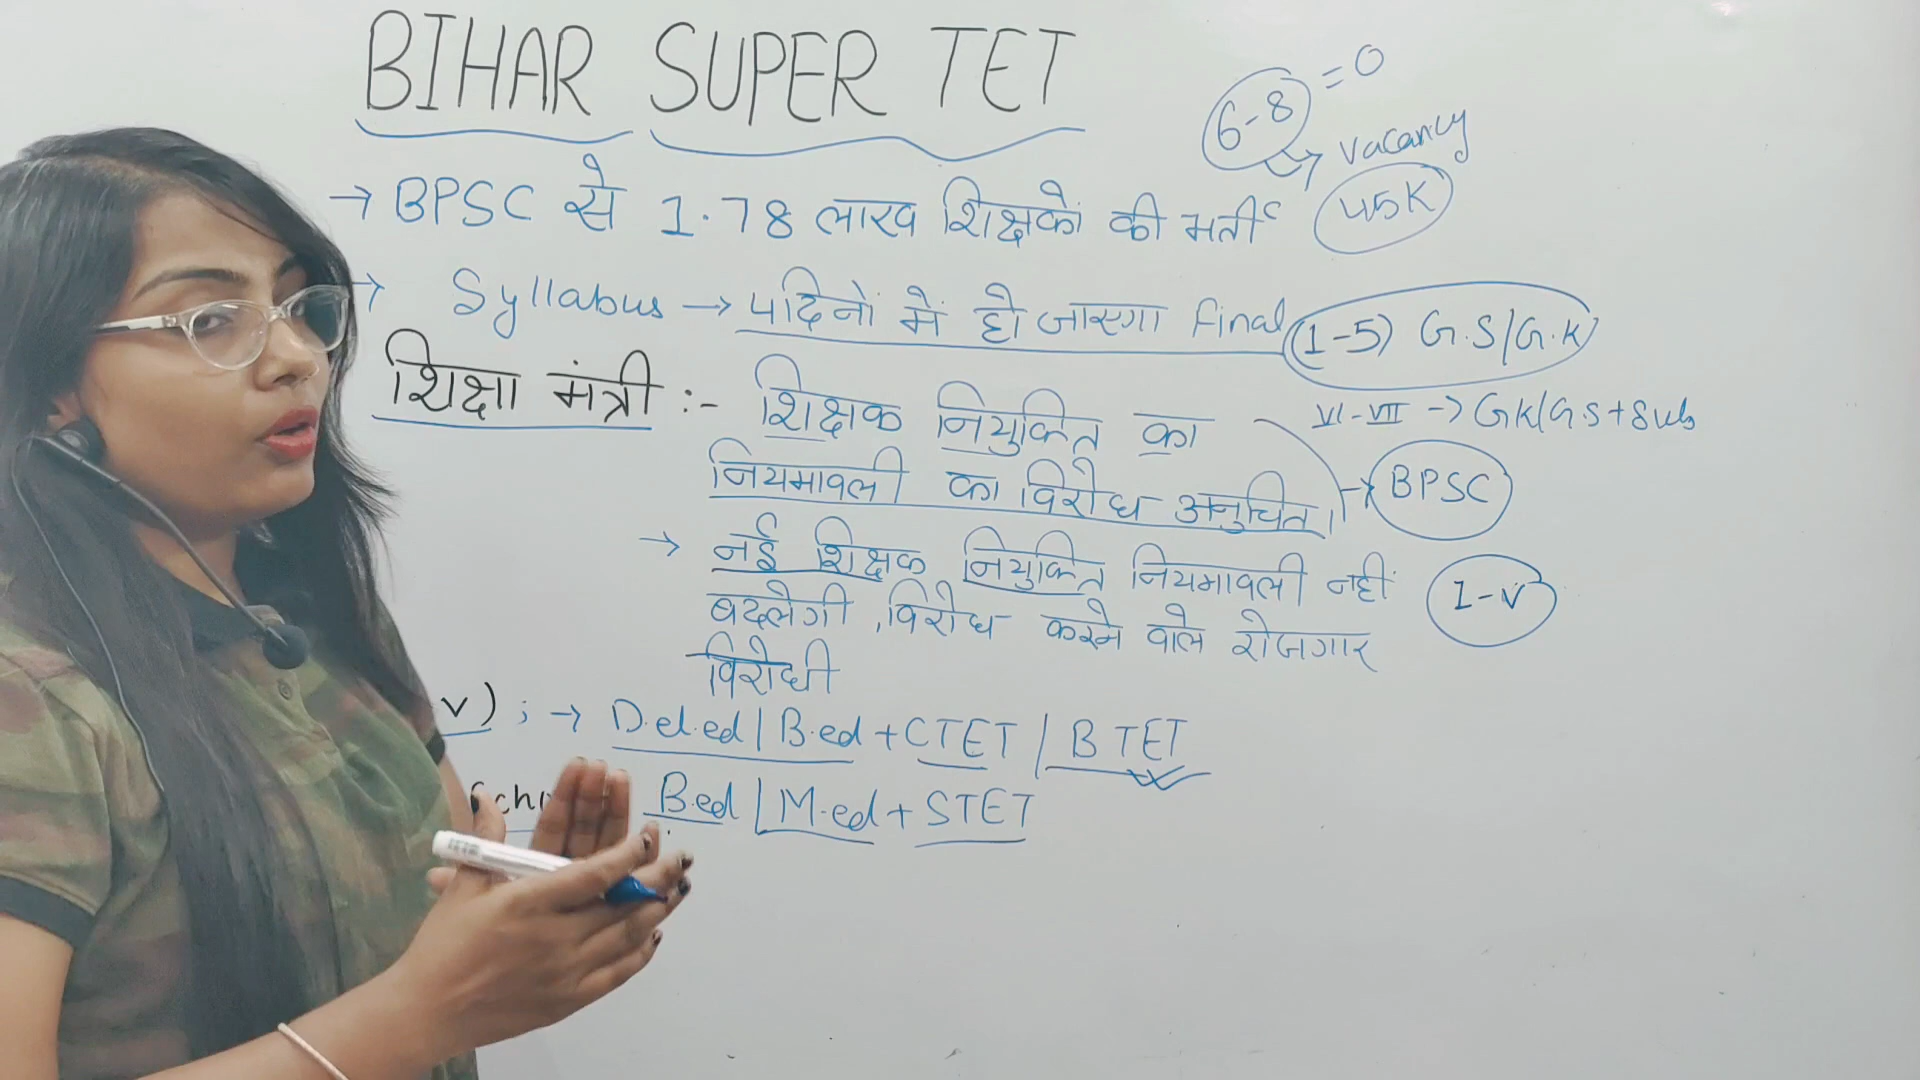 BIHAR SUPER TET
6-8 = 0
→ vacancy
45K
→ BPSC से 1.78 लाख शिक्षकों की भर्ती
→ Syllabus → 4दिनों में हो जाएगा final
(1-5) G.S/G.K
VI-VIII → GK/G.S + Sub
शिक्षा मंत्री :- शिक्षक नियुक्ति का
नियमावली का विरोध अनुचित।
→ BPSC
→ नई शिक्षक नियुक्ति नियमावली नहीं
बदलेगी, विरोध करने वाले रोजगार
विरोधी
1-V
V) ; → D.el.ed / B.ed + CTET / BTET
B.ed / M.ed + STET